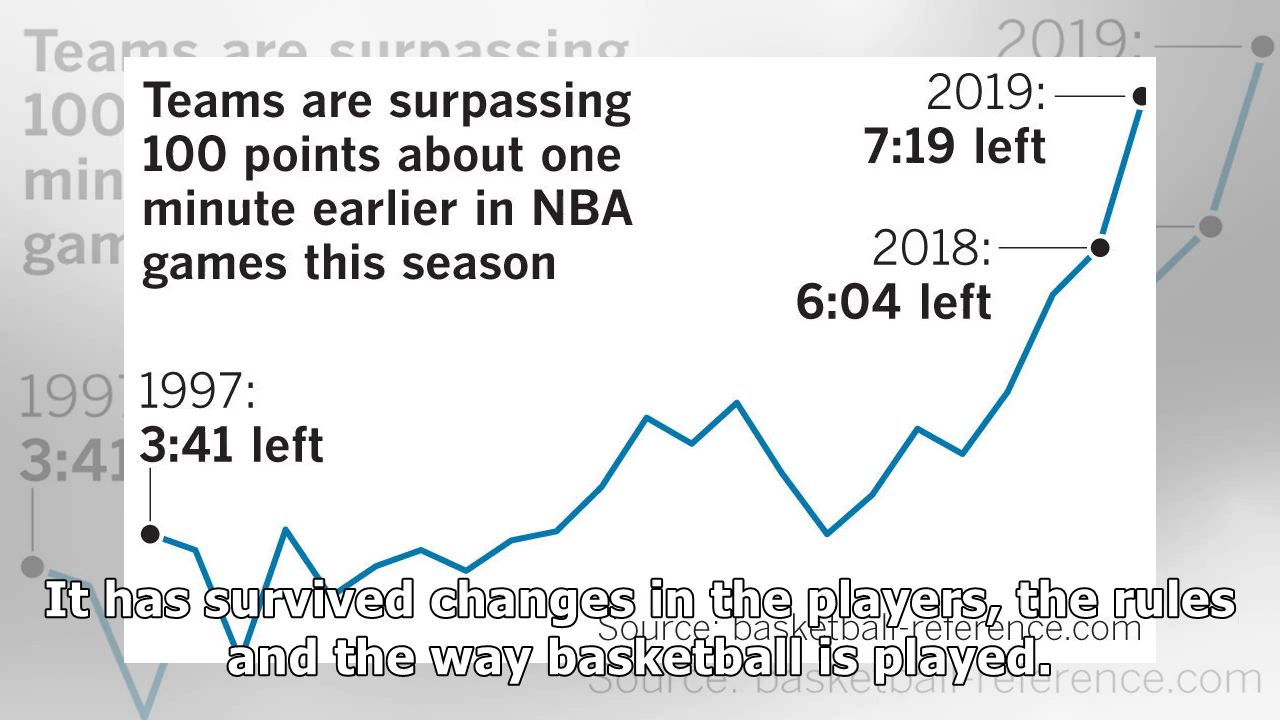 Teams are surpassing
100 points about one
minute earlier in NBA
games this season
2019:
7:19 left
2018:
6:04 left
1997:
3:41 left
Source: basketball-reference.com
It has survived changes in the players, the rules
and the way basketball is played.